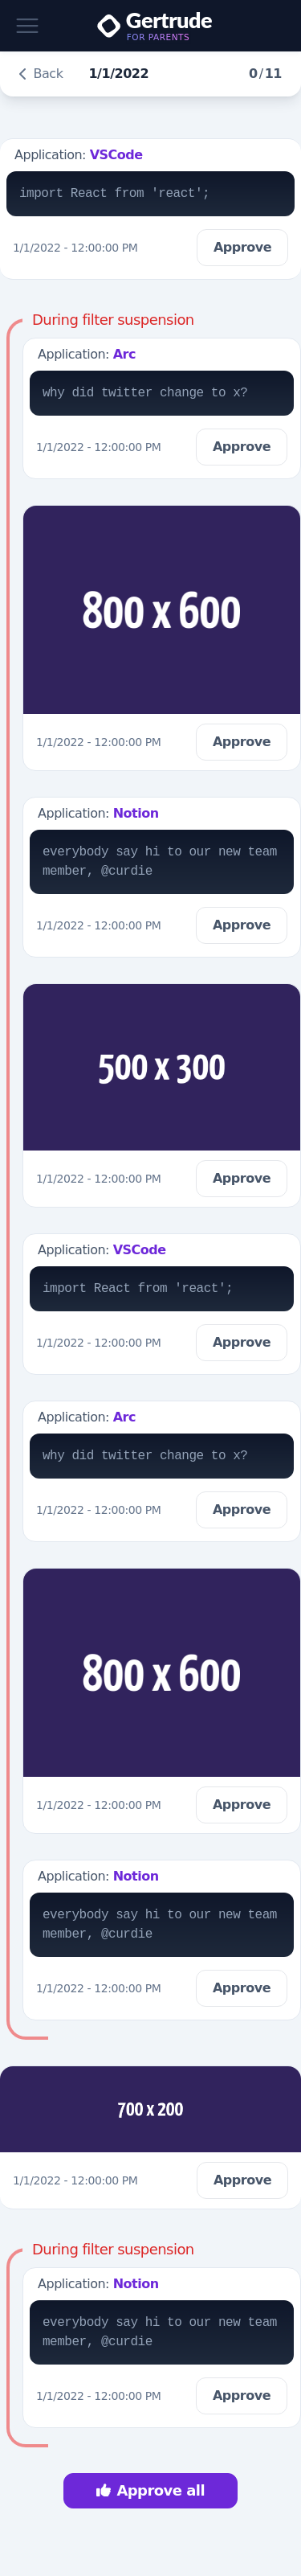 Gertrude
FOR PARENTS
Back
1/1/2022
0/11
Application: VSCode
import React from 'react';
1/1/2022 - 12:00:00 PM
Approve
During filter suspension
Application: Arc
why did twitter change to x?
1/1/2022 - 12:00:00 PM
Approve
800 x 600
1/1/2022 - 12:00:00 PM
Approve
Application: Notion
everybody say hi to our new team
member, @curdie
1/1/2022 - 12:00:00 PM
Approve
500 x 300
1/1/2022 - 12:00:00 PM
Approve
Application: VSCode
import React from 'react';
1/1/2022 - 12:00:00 PM
Approve
Application: Arc
why did twitter change to x?
1/1/2022 - 12:00:00 PM
Approve
800 x 600
1/1/2022 - 12:00:00 PM
Approve
Application: Notion
everybody say hi to our new team
member, @curdie
1/1/2022 - 12:00:00 PM
Approve
700 x 200
1/1/2022 - 12:00:00 PM
Approve
During filter suspension
Application: Notion
everybody say hi to our new team
member, @curdie
1/1/2022 - 12:00:00 PM
Approve
Approve all